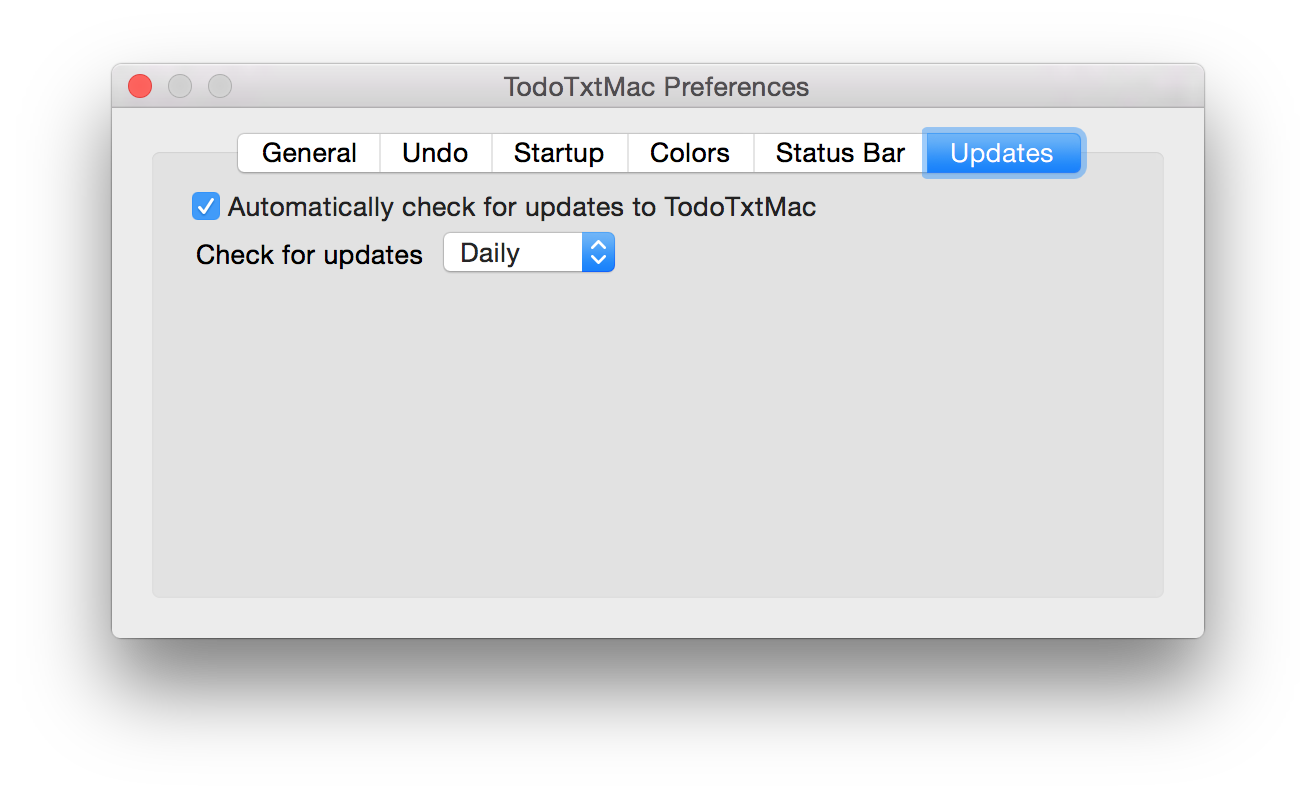 TodoTxtMac Preferences
General Undo Startup Colors Status Bar Updates
Automatically check for updates to TodoTxtMac
Check for updates Daily